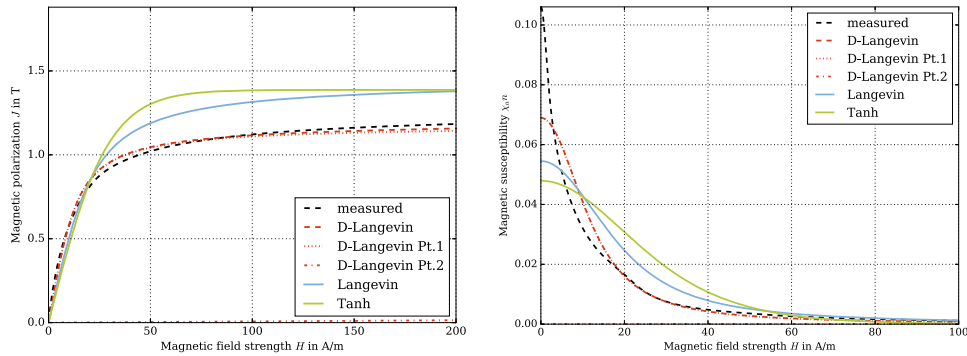 Magnetic polarization J in T
1.5
1.0
0.5
0.0
0
50
100
150
200
Magnetic field strength H in A/m
measured
D-Langevin
D-Langevin Pt.1
D-Langevin Pt.2
Langevin
Tanh
Magnetic susceptibility χₐn
0.10
0.08
0.06
0.04
0.02
0.00
0
20
40
60
80
100
Magnetic field strength H in A/m
measured
D-Langevin
D-Langevin Pt.1
D-Langevin Pt.2
Langevin
Tanh